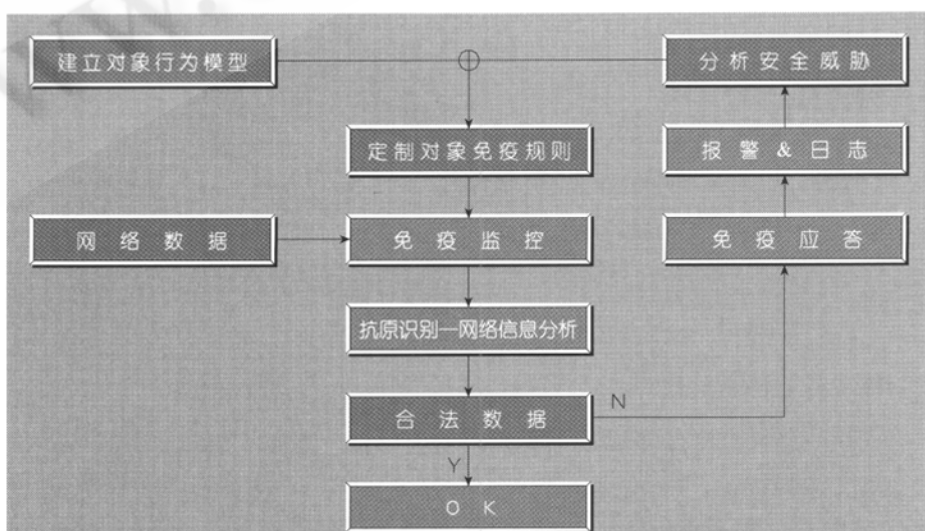 建立对象行为模型
分析安全威胁
定制对象免疫规则
报警 & 日志
网络数据
免疫监控
免疫应答
抗原识别—网络信息分析
合法数据
N
Y
OK